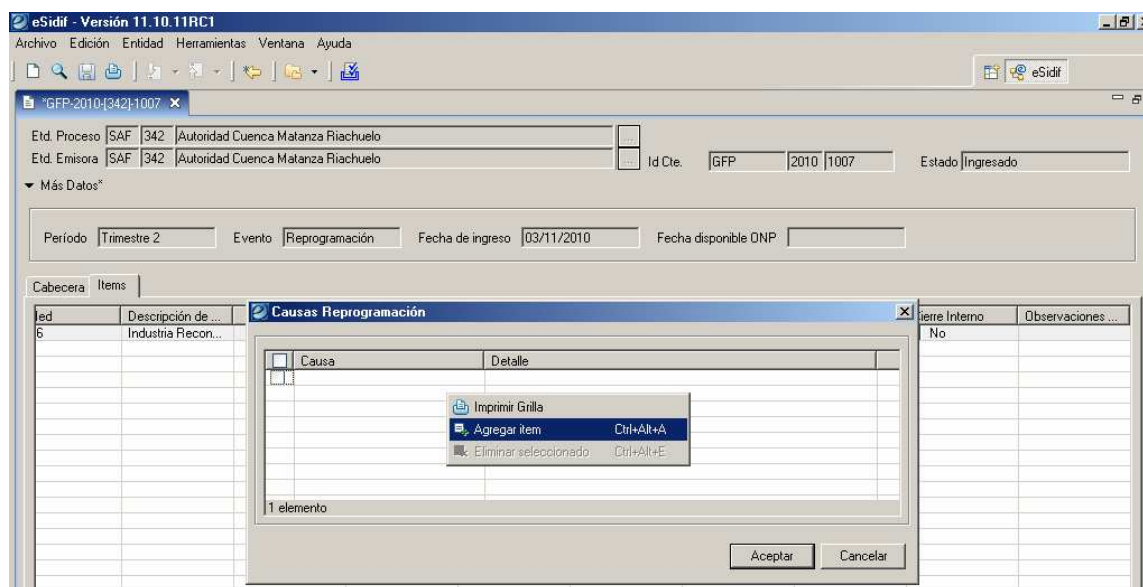 eSidif - Versión 11.10.11RC1
Archivo Edición Entidad Herramientas Ventana Ayuda
eSidif
*GFP-2010-[342]-1007
Etd. Proceso SAF 342 Autoridad Cuenca Matanza Riachuelo ...
Etd. Emisora SAF 342 Autoridad Cuenca Matanza Riachuelo ... Id Cte. GFP 2010 1007 Estado Ingresado
Más Datos*
Período Trimestre 2 Evento Reprogramación Fecha de ingreso 03/11/2010 Fecha disponible ONP
Cabecera Items
led Descripción de ... ierre Interno Observaciones ...
6 Industria Recon... No
Causas Reprogramación
Causa Detalle
Imprimir Grilla
Agregar item Ctrl+Alt+A
Eliminar seleccionado Ctrl+Alt+E
1 elemento
Aceptar Cancelar